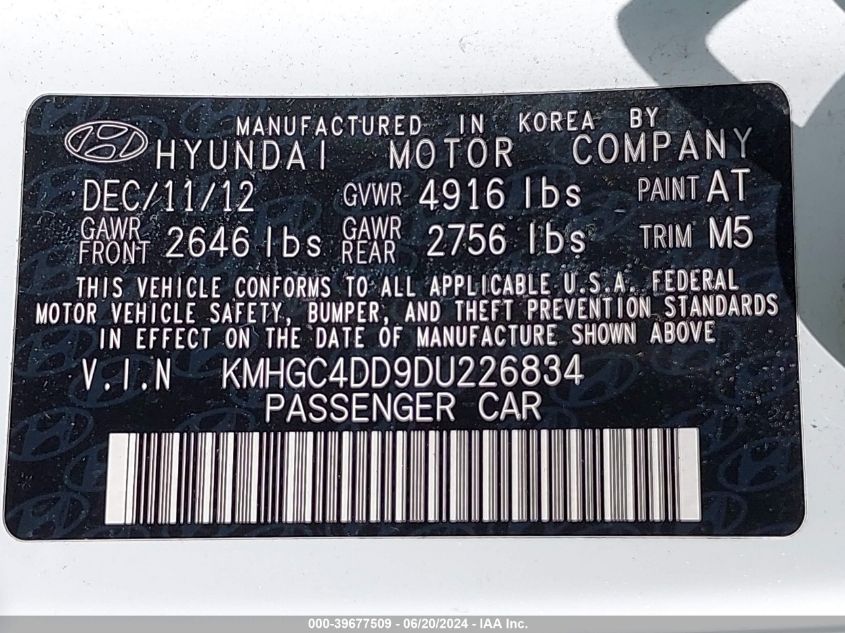 MANUFACTURED IN KOREA BY
HYUNDAI MOTOR COMPANY
DEC/11/12 GVWR 4916 lbs PAINT AT
GAWR FRONT 2646 lbs GAWR REAR 2756 lbs TRIM M5
THIS VEHICLE CONFORMS TO ALL APPLICABLE U.S.A. FEDERAL
MOTOR VEHICLE SAFETY, BUMPER, AND THEFT PREVENTION STANDARDS
IN EFFECT ON THE DATE OF MANUFACTURE SHOWN ABOVE
V.I.N KMHGC4DD9DU226834
PASSENGER CAR
000-39677509 - 06/20/2024 - IAA Inc.